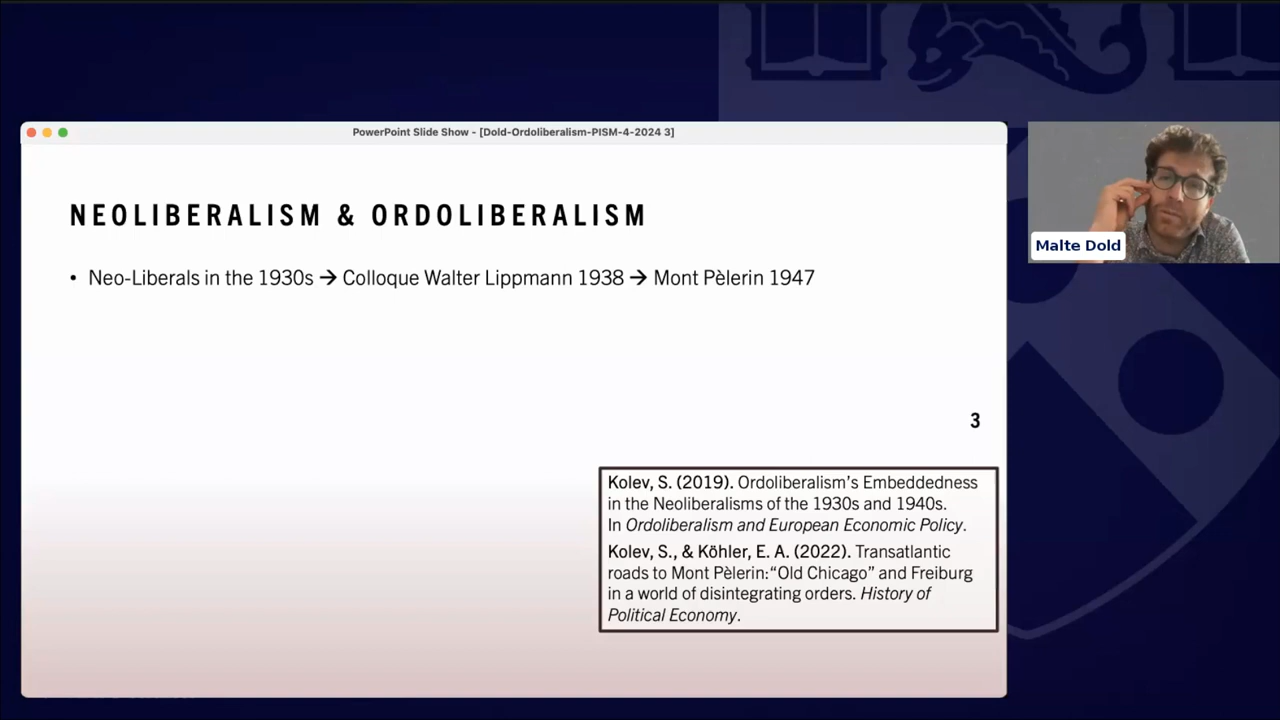 PowerPoint Slide Show - [Dold-Ordoliberalism-PISM-4-2024 3]
NEOLIBERALISM & ORDOLIBERALISM
• Neo-Liberals in the 1930s → Colloque Walter Lippmann 1938 → Mont Pèlerin 1947
3
Kolev, S. (2019). Ordoliberalism’s Embeddedness
in the Neoliberalisms of the 1930s and 1940s.
In Ordoliberalism and European Economic Policy.
Kolev, S., & Köhler, E. A. (2022). Transatlantic
roads to Mont Pèlerin:“Old Chicago” and Freiburg
in a world of disintegrating orders. History of
Political Economy.
Malte Dold